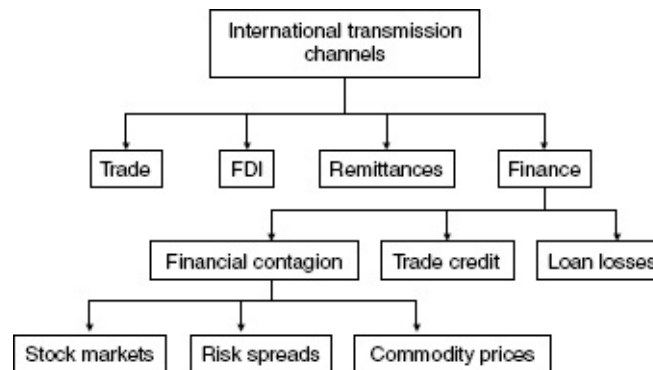 International transmission
channels
Trade
FDI
Remittances
Finance
Financial contagion
Trade credit
Loan losses
Stock markets
Risk spreads
Commodity prices